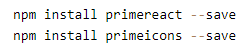 npm install primereact --save
npm install primeicons --save